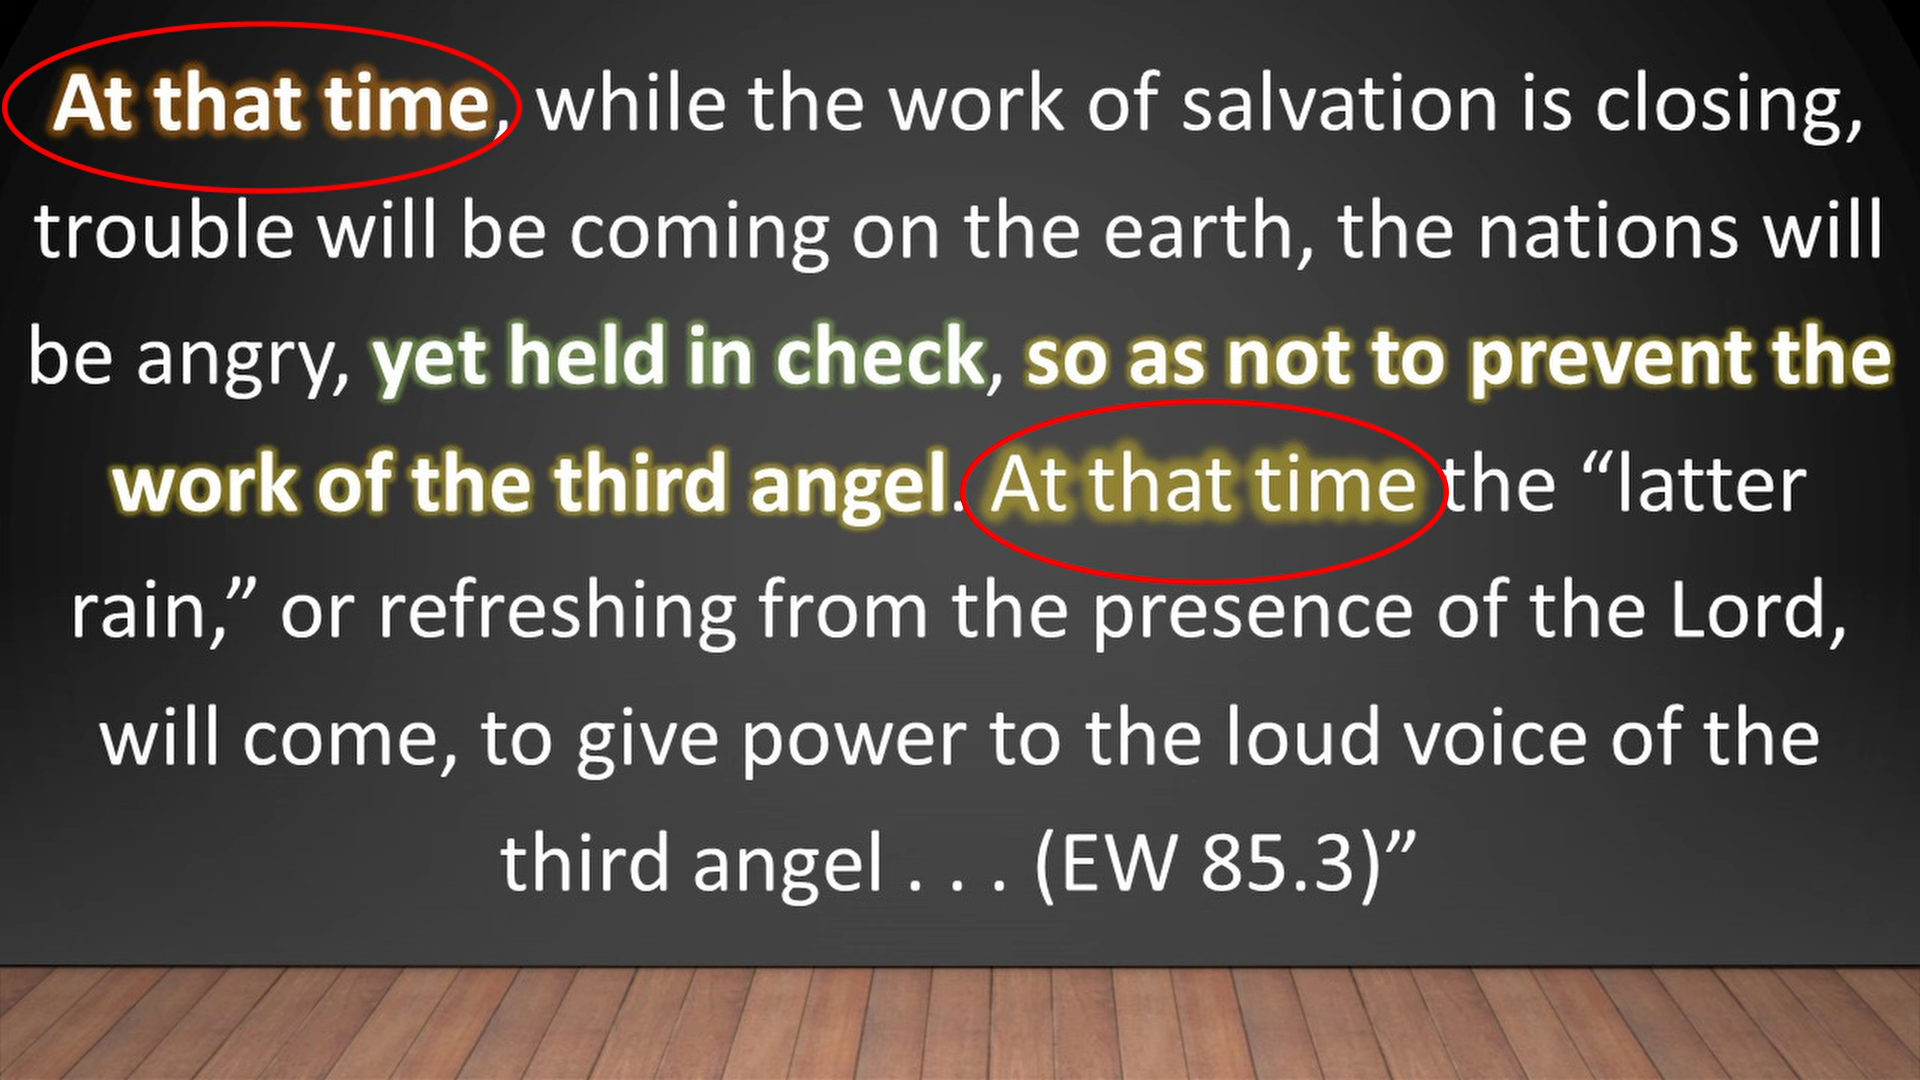 At that time, while the work of salvation is closing,
trouble will be coming on the earth, the nations will
be angry, yet held in check, so as not to prevent the
work of the third angel. At that time the “latter
rain,” or refreshing from the presence of the Lord,
will come, to give power to the loud voice of the
third angel . . . (EW 85.3)”